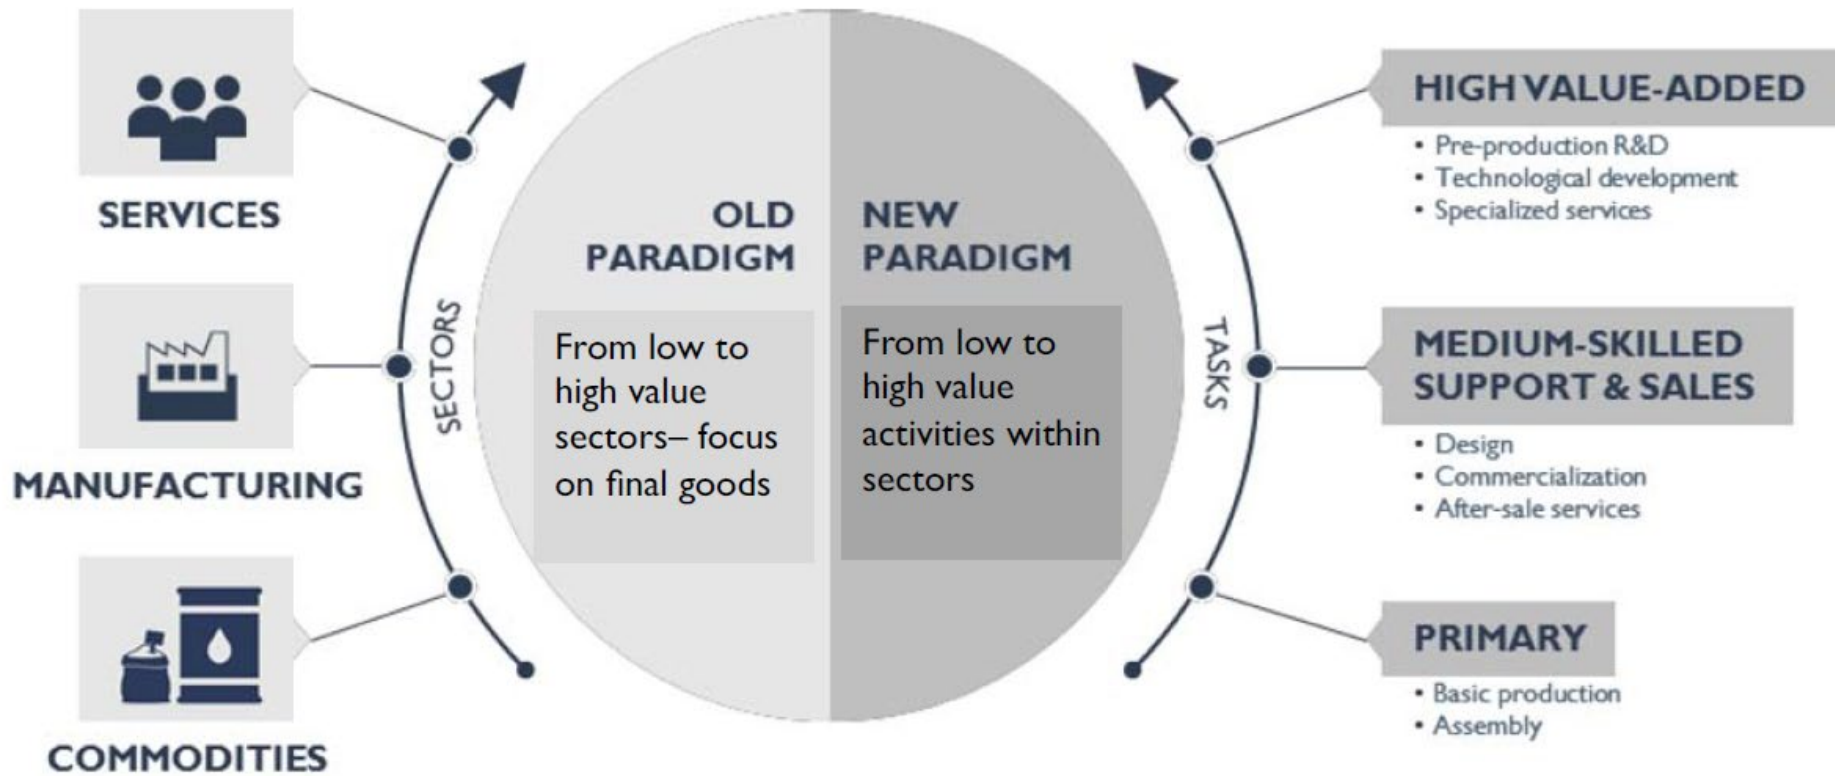 SERVICES
MANUFACTURING
COMMODITIES
SECTORS
OLD
PARADIGM
From low to
high value
sectors– focus
on final goods
NEW
PARADIGM
From low to
high value
activities within
sectors
TASKS
HIGH VALUE-ADDED
• Pre-production R&D
• Technological development
• Specialized services
MEDIUM-SKILLED
SUPPORT & SALES
• Design
• Commercialization
• After-sale services
PRIMARY
• Basic production
• Assembly